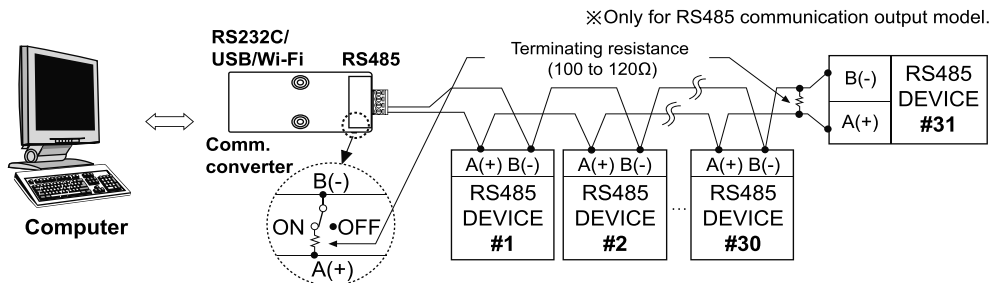 ※Only for RS485 communication output model.
RS232C/
USB/Wi-Fi
RS485
Terminating resistance
(100 to 120Ω)
Comm.
converter
Computer
B(-)
ON
OFF
A(+)
A(+) B(-)
RS485
DEVICE
#1
A(+) B(-)
RS485
DEVICE
#2
...
A(+) B(-)
RS485
DEVICE
#30
B(-)
A(+)
RS485
DEVICE
#31